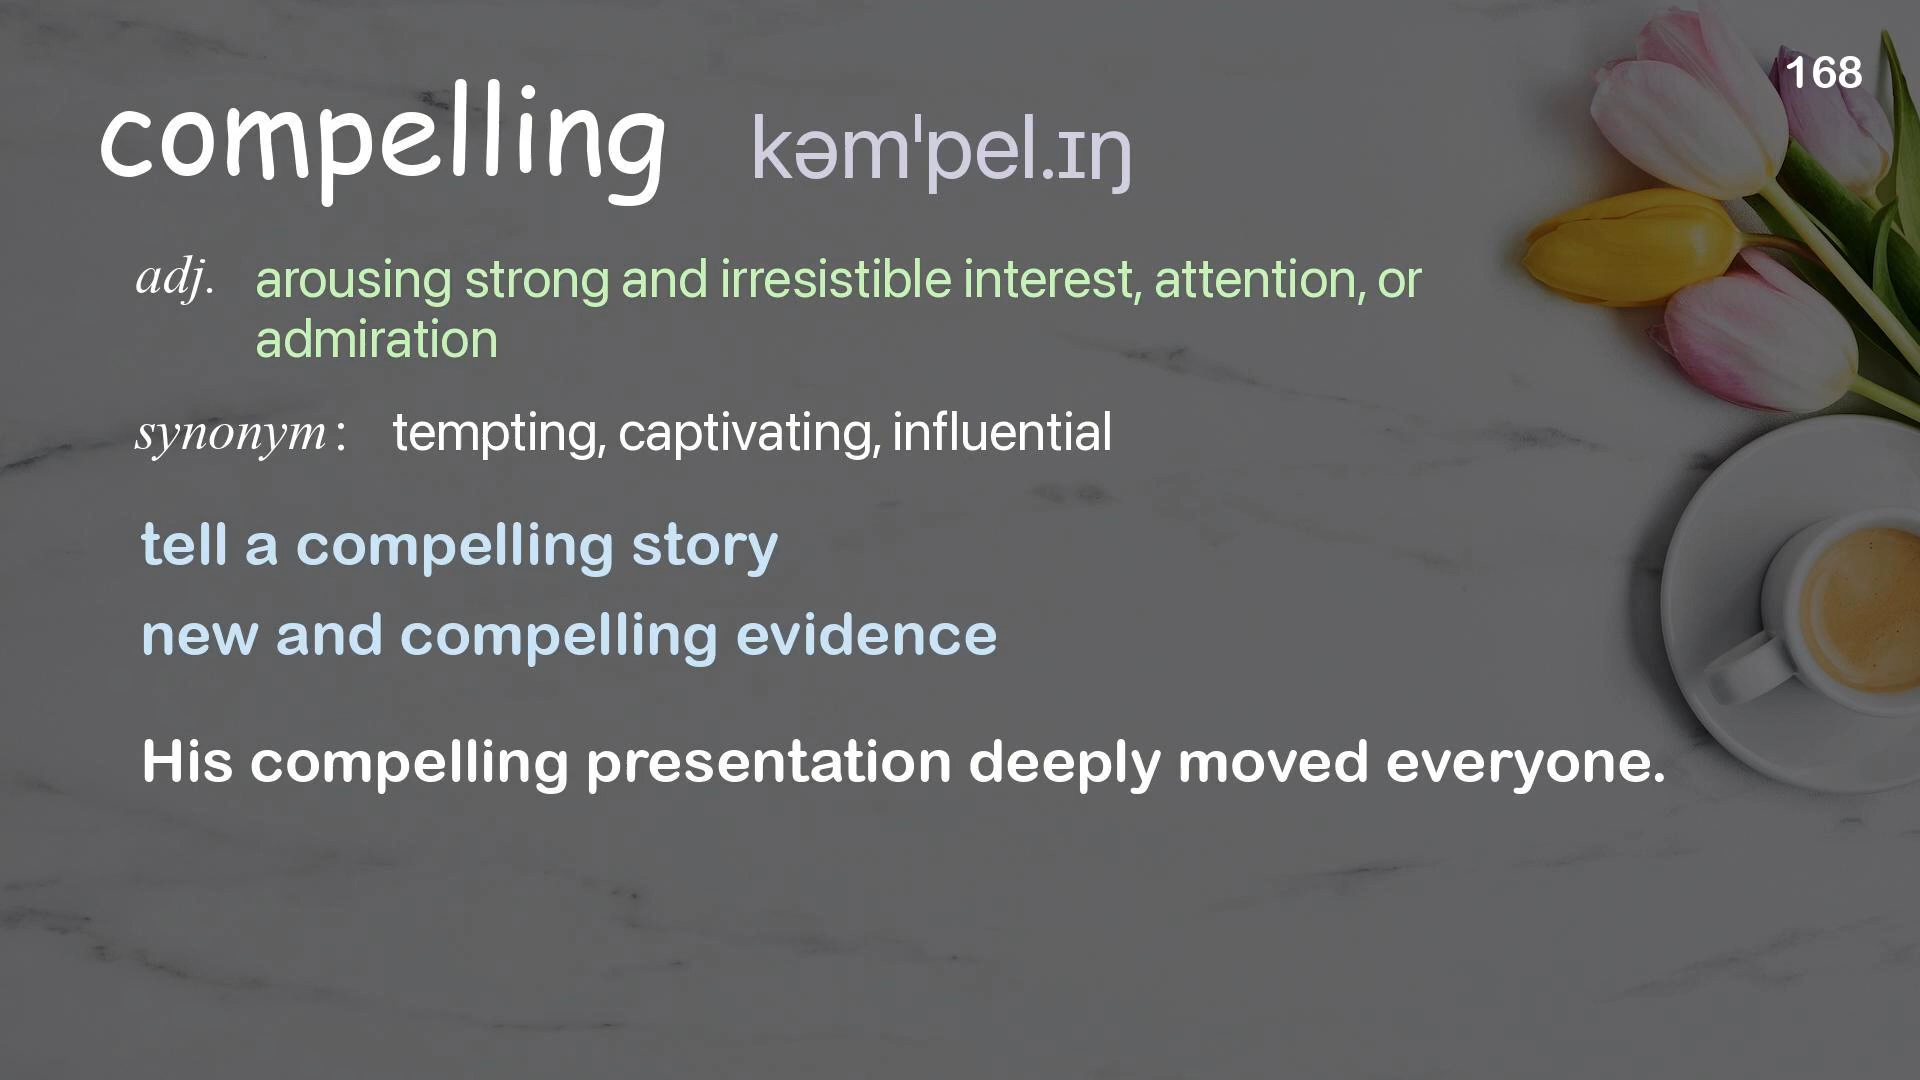 168
compelling kəmˈpel.ɪŋ
adj. arousing strong and irresistible interest, attention, or
admiration
synonym: tempting, captivating, influential
tell a compelling story
new and compelling evidence
His compelling presentation deeply moved everyone.